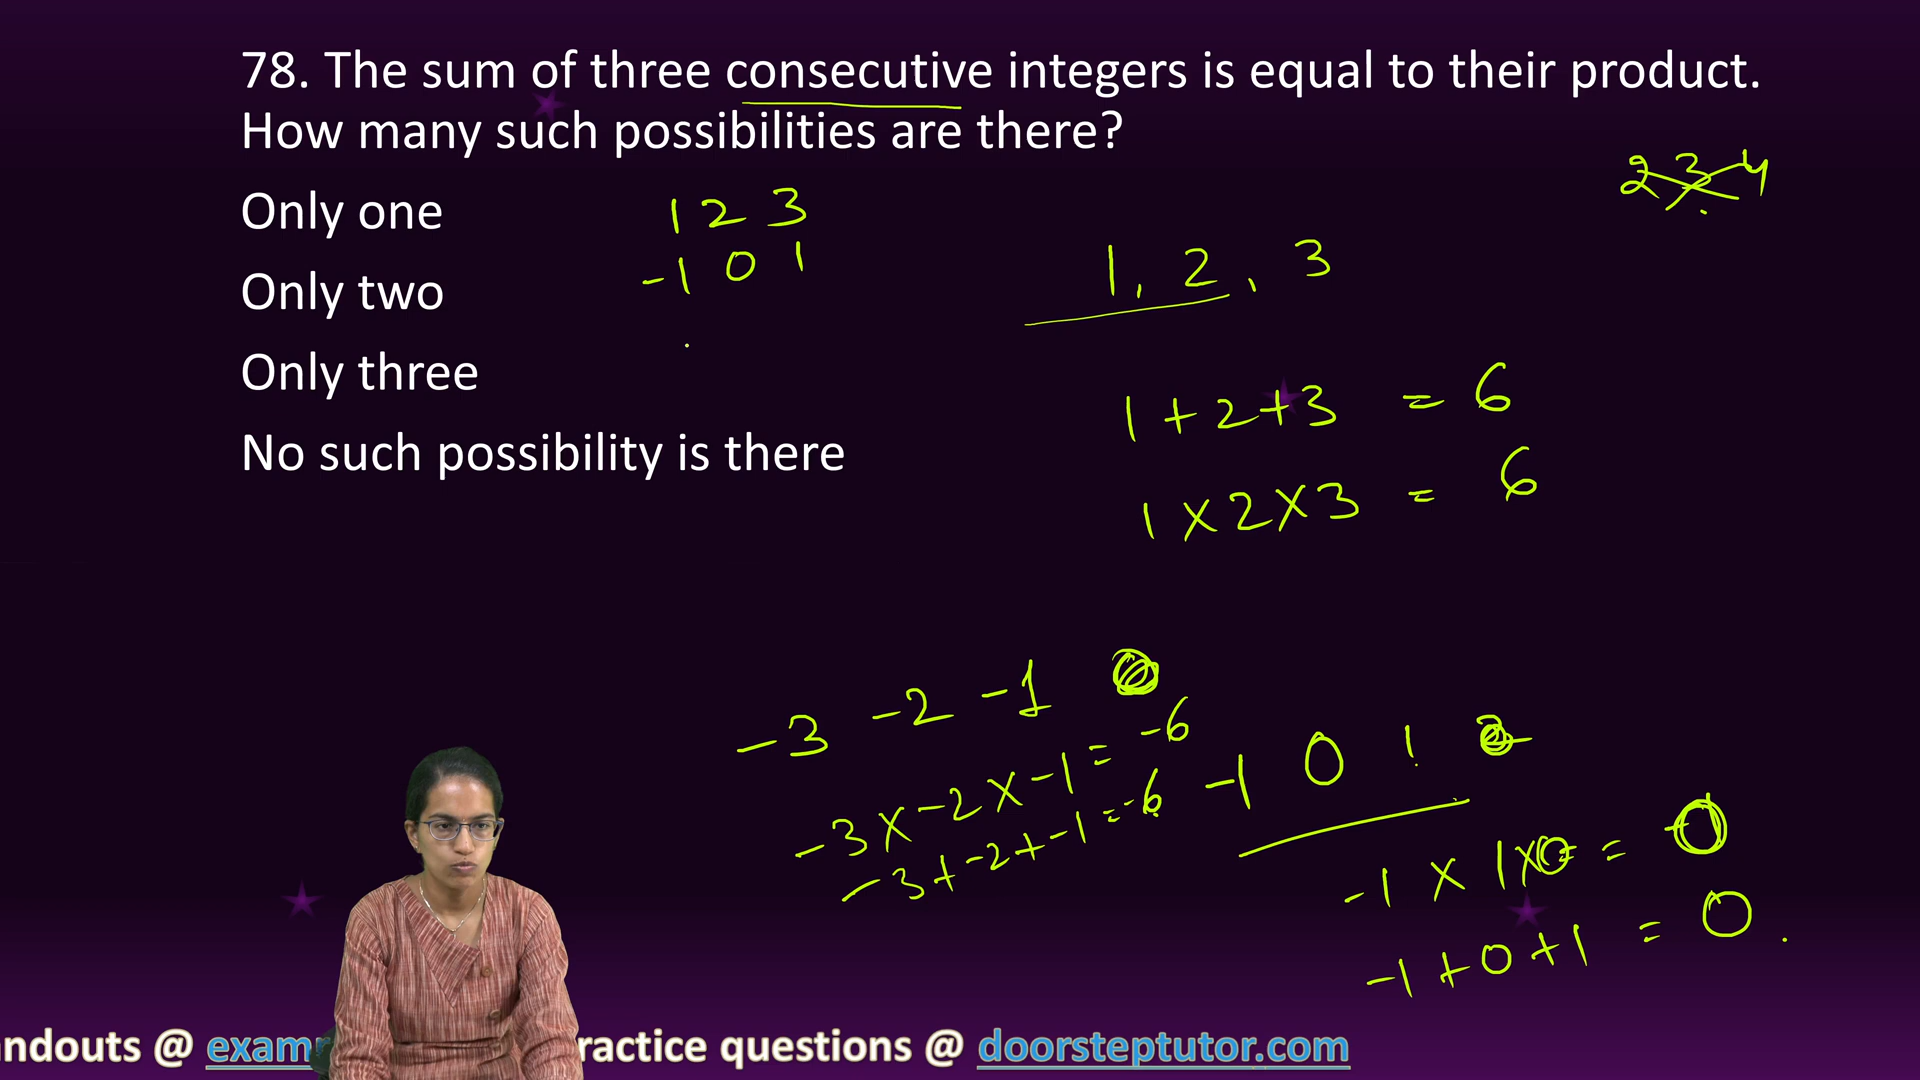 78. The sum of three consecutive integers is equal to their product.
How many such possibilities are there?
2 3 4
Only one
1 2 3
-1 0 1
1, 2, 3
Only two
Only three
1 + 2 + 3 = 6
No such possibility is there
1 x 2 x 3 = 6
-3 -2 -1
-3 x -2 x -1 = -6
-3 + -2 + -1 = -6
-1 0 1
-1 x 1 x 0 = 0
-1 + 0 + 1 = 0
ndouts @ exam
ractice questions @ doorsteptutor.com